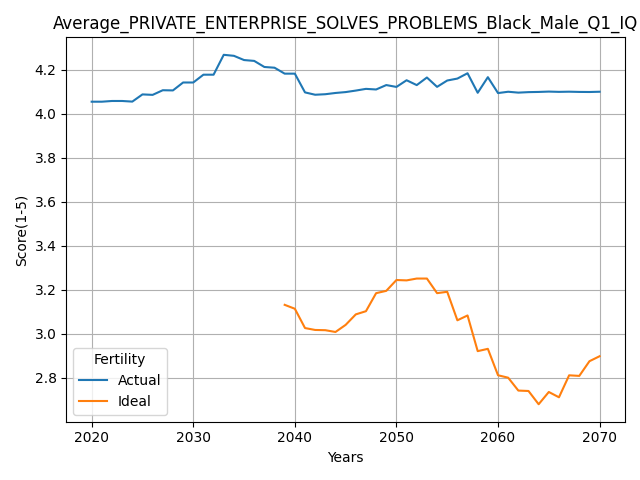 Average_PRIVATE_ENTERPRISE_SOLVES_PROBLEMS_Black_Male_Q1_IQ
Score(1-5)
4.2
4.0
3.8
3.6
3.4
3.2
3.0
2.8
Fertility
Actual
Ideal
2020 2030 2040 2050 2060 2070
Years